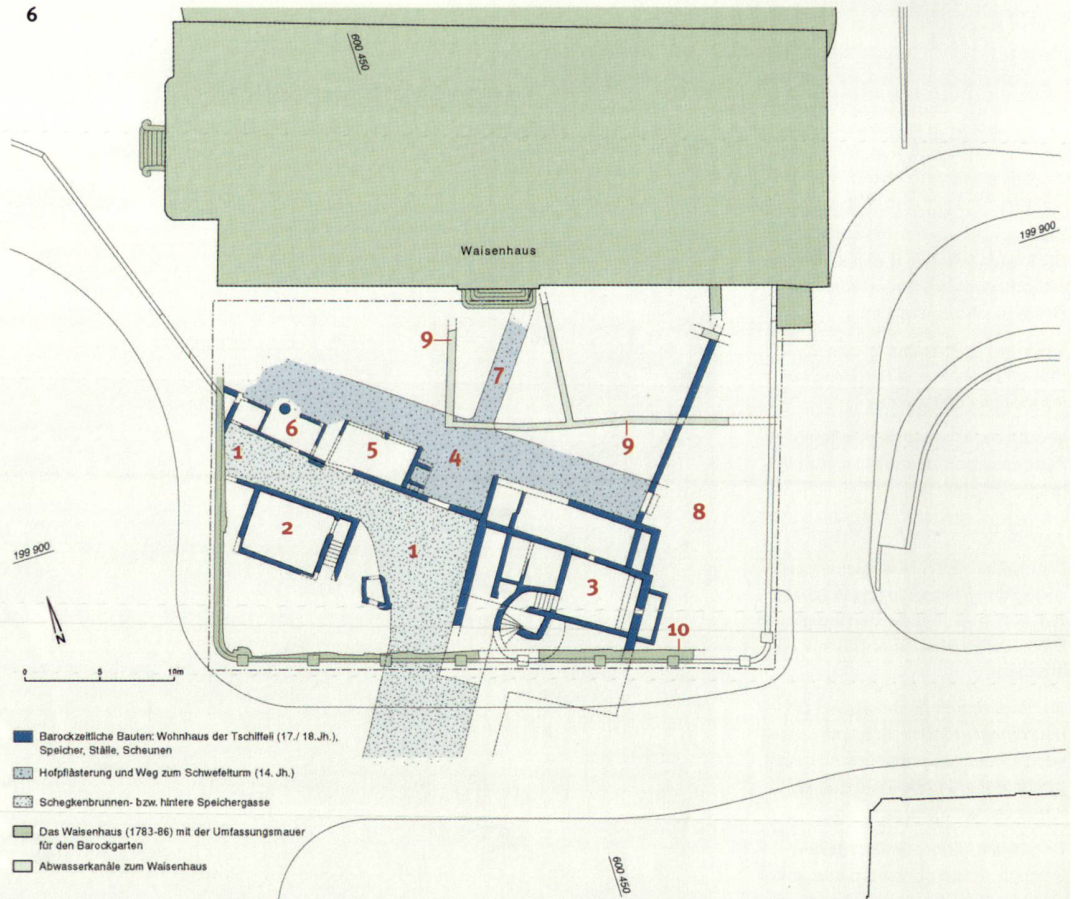 6
600 450
Waisenhaus
199 900
9
7
6
5
4
9
1
8
2
1
3
199 900
N
10
0 5 10m
Barockzeitliche Bauten: Wohnhaus der Tschiffeli (17./ 18.Jh.),
Speicher, Ställe, Scheunen
Hofpflästerung und Weg zum Schwefelturm (14. Jh.)
Schegkenbrunnen- bzw. hintere Speichergasse
Das Waisenhaus (1783-86) mit der Umfassungsmauer
für den Barockgarten
Abwasserkanäle zum Waisenhaus
600 450